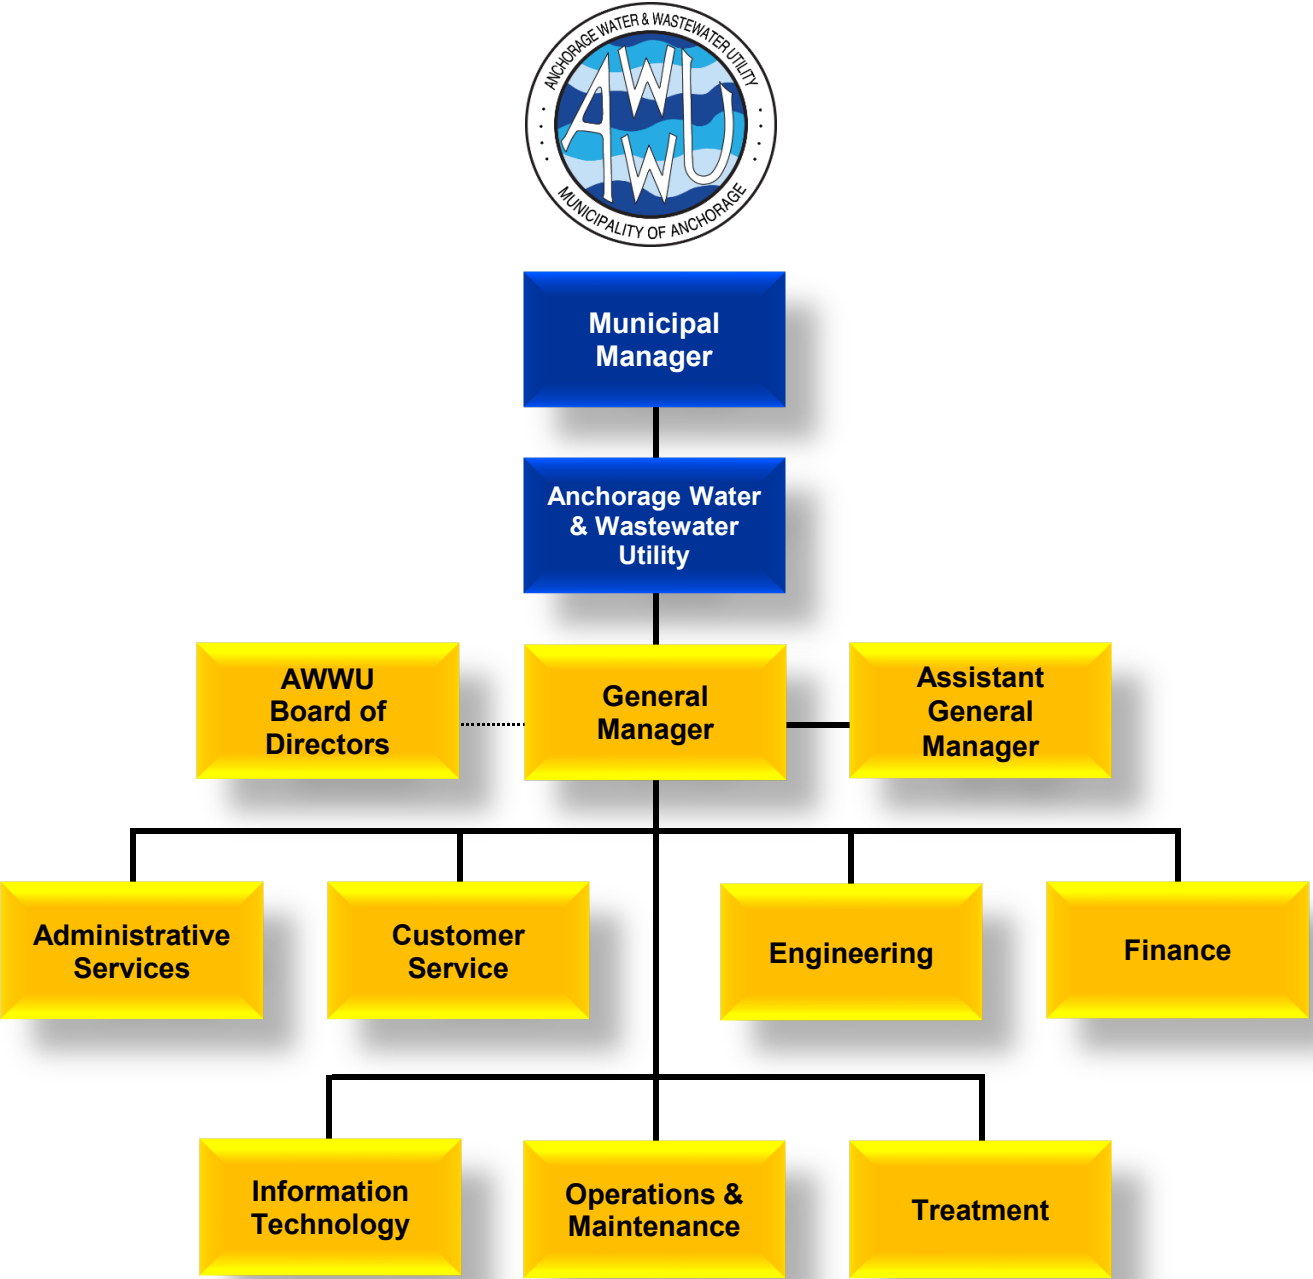 ANCHORAGE WATER & WASTEWATER UTILITY
AWWU
MUNICIPALITY OF ANCHORAGE
Municipal
Manager
Anchorage Water
& Wastewater
Utility
AWWU
Board of
Directors
General
Manager
Assistant
General
Manager
Administrative
Services
Customer
Service
Engineering
Finance
Information
Technology
Operations &
Maintenance
Treatment